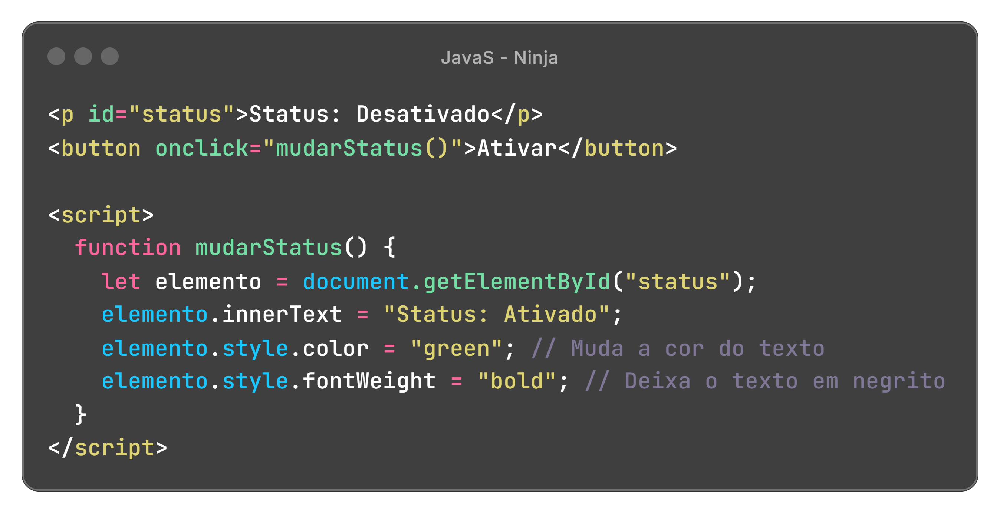 JavaS - Ninja
<p id="status">Status: Desativado</p>
<button onclick="mudarStatus()">Ativar</button>
<script>
  function mudarStatus() {
    let elemento = document.getElementById("status");
    elemento.innerText = "Status: Ativado";
    elemento.style.color = "green"; // Muda a cor do texto
    elemento.style.fontWeight = "bold"; // Deixa o texto em negrito
  }
</script>